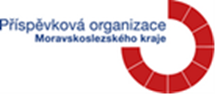 Příspěvková organizace
Moravskoslezského kraje